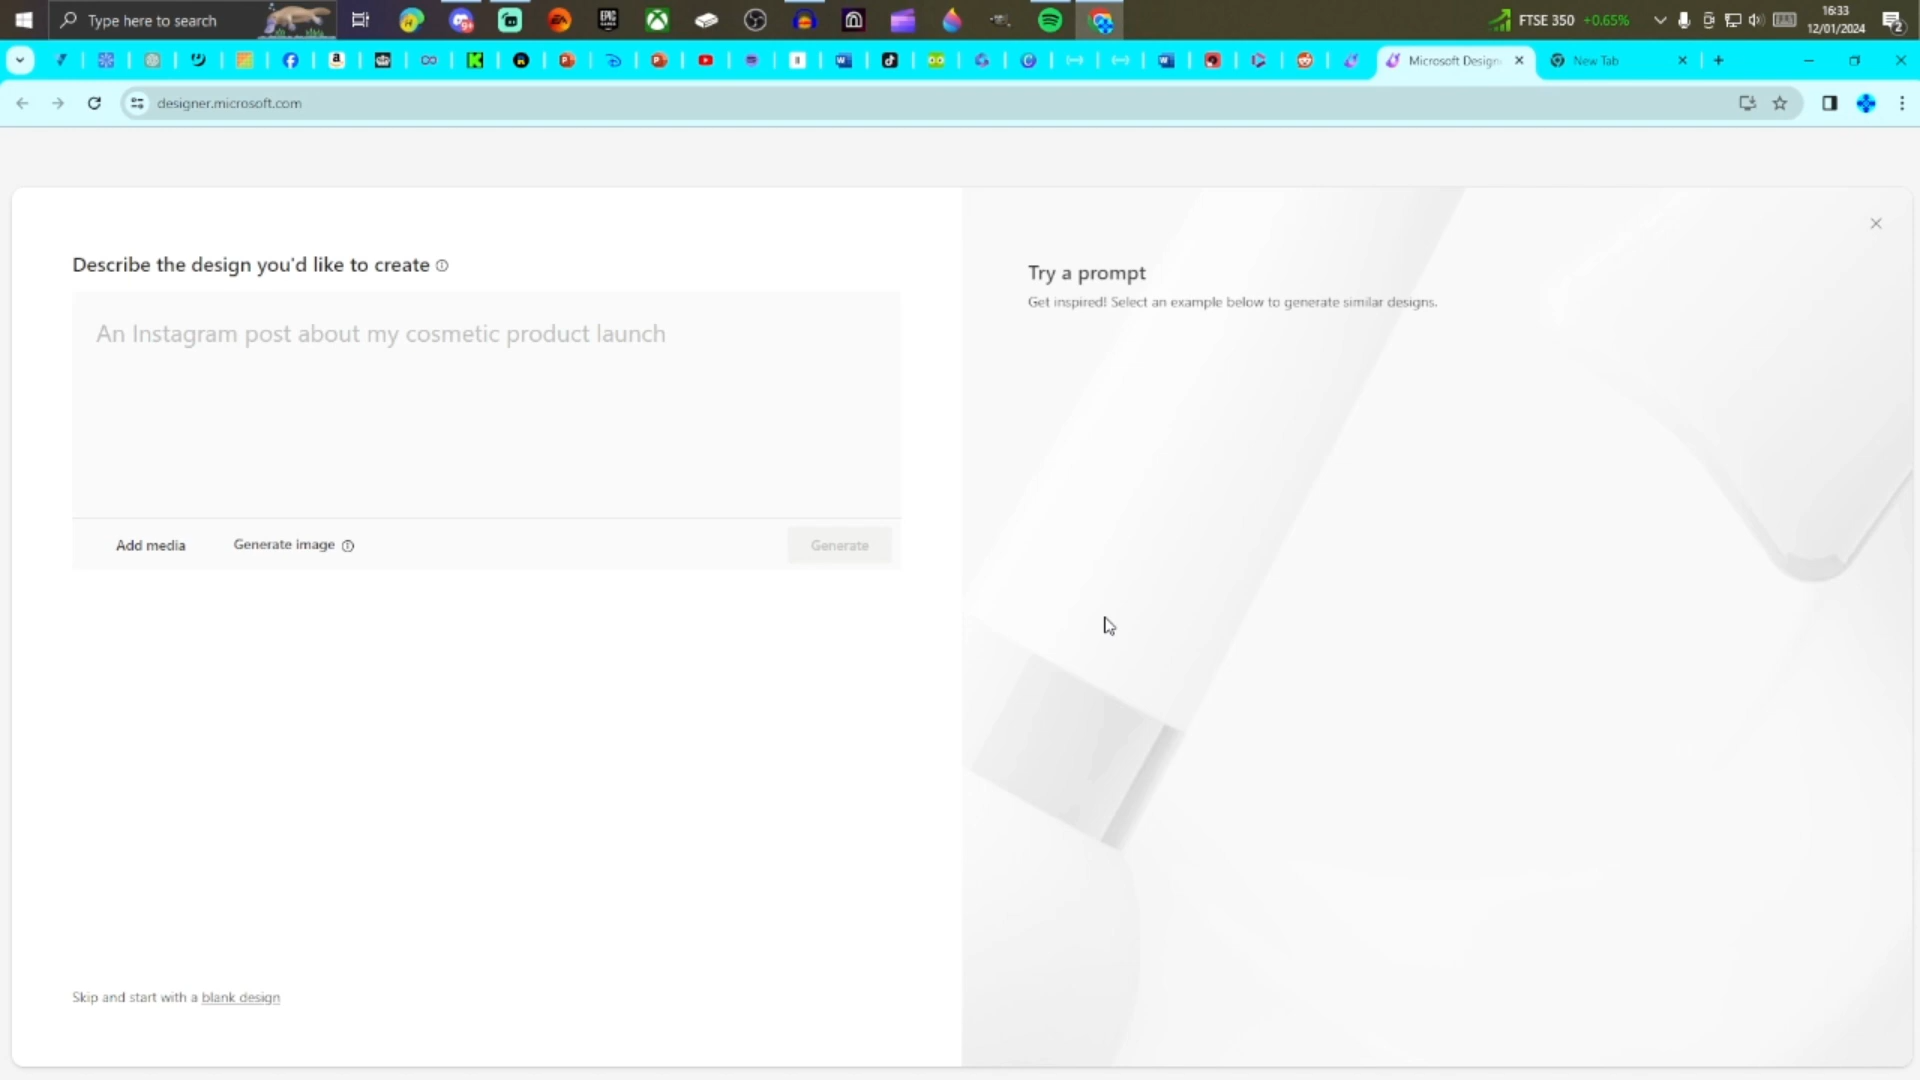 Type here to search
EPIC GAMES
FTSE 350 +0.65%
16:33
12/01/2024
2
Microsoft Design
New Tab
designer.microsoft.com
Describe the design you'd like to create
An Instagram post about my cosmetic product launch
Add media
Generate image
Generate
Skip and start with a blank design
Try a prompt
Get inspired! Select an example below to generate similar designs.